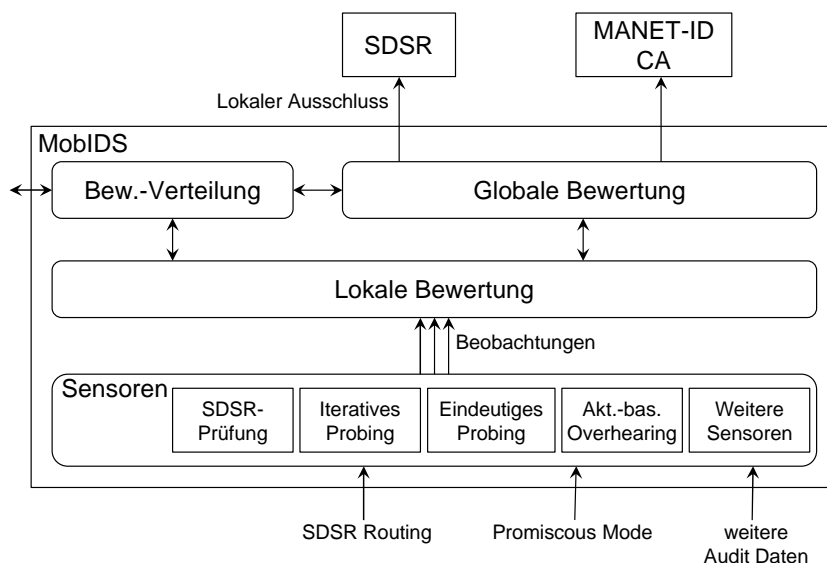 SDSR
MANET-ID
CA
Lokaler Ausschluss
MobIDS
Bew.-Verteilung
Globale Bewertung
Lokale Bewertung
Beobachtungen
Sensoren
SDSR-
Prüfung
Iteratives
Probing
Eindeutiges
Probing
Akt.-bas.
Overhearing
Weitere
Sensoren
SDSR Routing
Promiscous Mode
weitere
Audit Daten